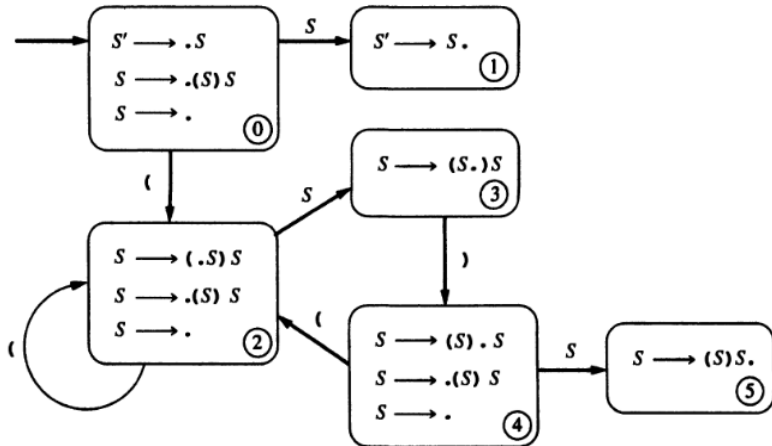 S
S' ⟶ .S
S' ⟶ S.
S ⟶ .(S)S
①
S ⟶ .
⓪
(
S
S ⟶ (S.)S
③
S ⟶ (.S)S
)
S ⟶ .(S) S
(
S ⟶ .
②
(
S ⟶ (S).S
S
S ⟶ (S)S.
S ⟶ .(S) S
⑤
S ⟶ .
④